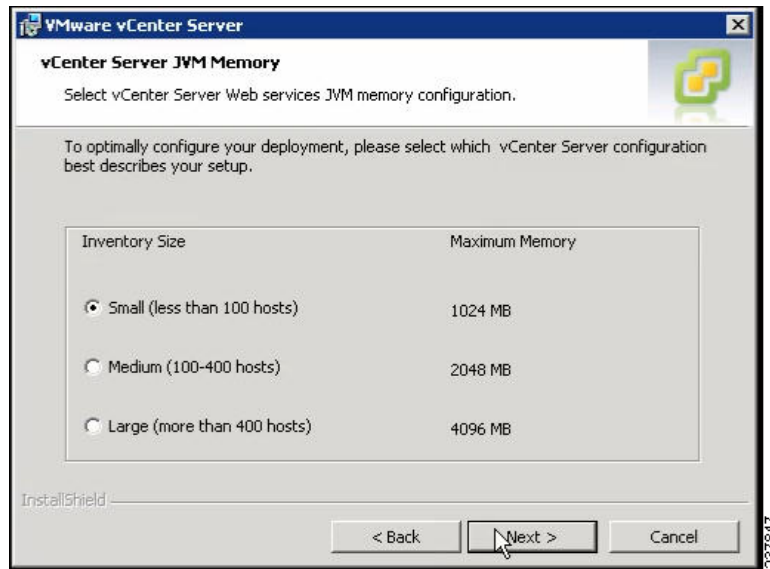 VMware vCenter Server
vCenter Server JVM Memory
Select vCenter Server Web services JVM memory configuration.
To optimally configure your deployment, please select which vCenter Server configuration
best describes your setup.
Inventory Size Maximum Memory
Small (less than 100 hosts) 1024 MB
Medium (100-400 hosts) 2048 MB
Large (more than 400 hosts) 4096 MB
InstallShield
< Back Next > Cancel